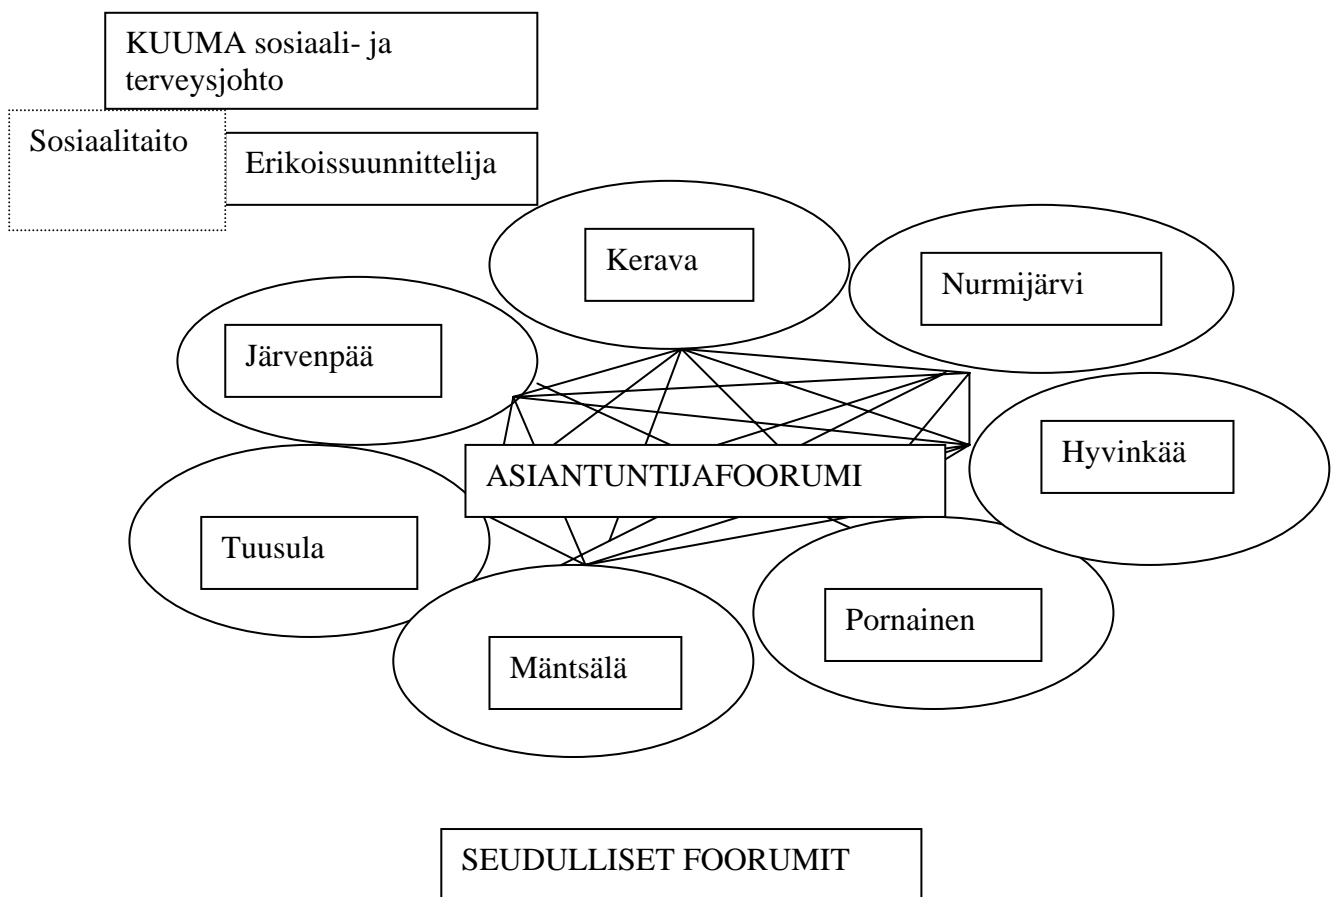 KUUMA sosiaali- ja
terveysjohto
Sosiaalitaito
Erikoissuunnittelija
Kerava
Nurmijärvi
Järvenpää
Hyvinkää
ASIANTUNTIJAFOORUMI
Tuusula
Pornainen
Mäntsälä
SEUDULLISET FOORUMIT